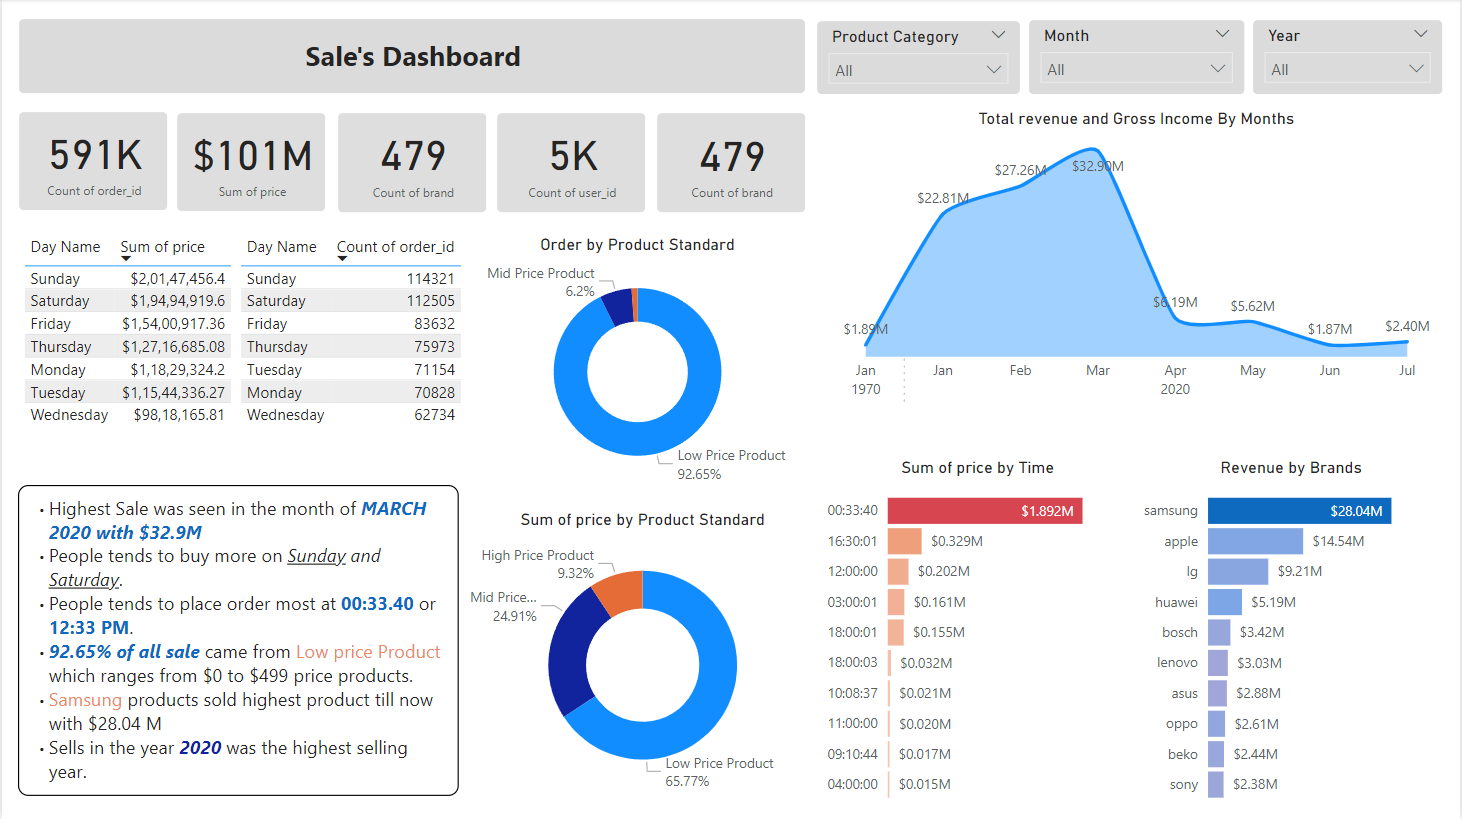 Sale's Dashboard
Product Category
All
Month
All
Year
All
591K
Count of order_id
$101M
Sum of price
479
Count of brand
5K
Count of user_id
479
Count of brand
Day Name Sum of price
Sunday $2,01,47,456.4
Saturday $1,94,94,919.6
Friday $1,54,00,917.36
Thursday $1,27,16,685.08
Monday $1,18,29,324.2
Tuesday $1,15,44,336.27
Wednesday $98,18,165.81
Day Name Count of order_id
Sunday 114321
Saturday 112505
Friday 83632
Thursday 75973
Tuesday 71154
Monday 70828
Wednesday 62734
Order by Product Standard
Mid Price Product
6.2%
Low Price Product
92.65%
Total revenue and Gross Income By Months
$1.89M
$22.81M
$27.26M
$32.90M
$6.19M
$5.62M
$1.87M
$2.40M
Jan Jan Feb Mar Apr May Jun Jul
1970 2020
• Highest Sale was seen in the month of MARCH
2020 with $32.9M
• People tends to buy more on Sunday and
Saturday.
• People tends to place order most at 00:33.40 or
12:33 PM.
• 92.65% of all sale came from Low price Product
which ranges from $0 to $499 price products.
• Samsung products sold highest product till now
with $28.04 M
• Sells in the year 2020 was the highest selling
year.
Sum of price by Product Standard
High Price Product
9.32%
Mid Price...
24.91%
Low Price Product
65.77%
Sum of price by Time
00:33:40 $1.892M
16:30:01 $0.329M
12:00:00 $0.202M
03:00:01 $0.161M
18:00:01 $0.155M
18:00:03 $0.032M
10:08:37 $0.021M
11:00:00 $0.020M
09:10:44 $0.017M
04:00:00 $0.015M
Revenue by Brands
samsung $28.04M
apple $14.54M
lg $9.21M
huawei $5.19M
bosch $3.42M
lenovo $3.03M
asus $2.88M
oppo $2.61M
beko $2.44M
sony $2.38M